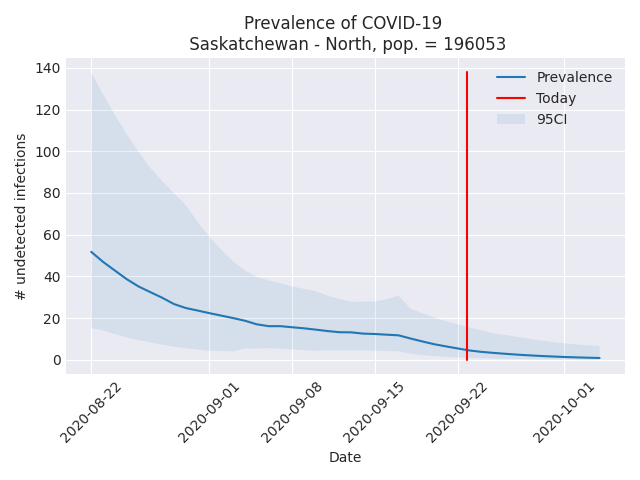 Prevalence of COVID-19
Saskatchewan - North, pop. = 196053
140
120
100
80
60
40
20
0
# undetected infections
Prevalence
Today
95CI
2020-08-22
2020-09-01
2020-09-08
2020-09-15
2020-09-22
2020-10-01
Date